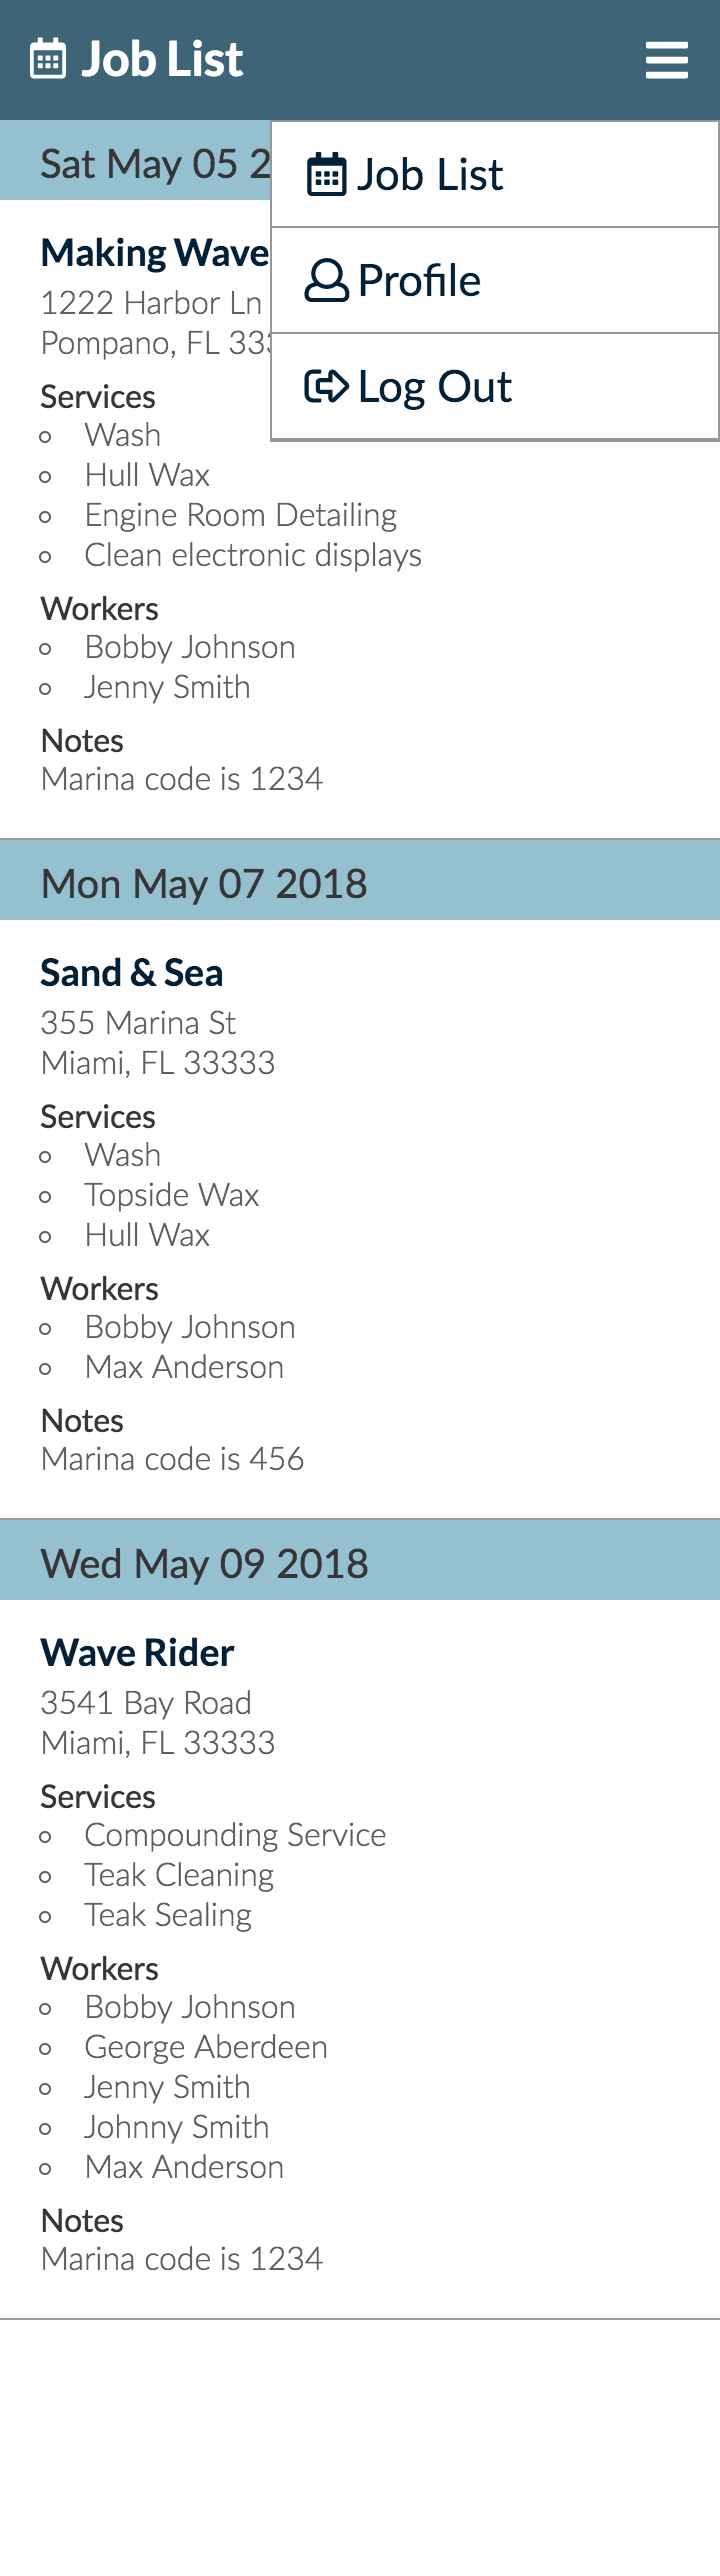 Job List
Job List
Profile
Log Out
Sat May 05 2
Making Wave
1222 Harbor Ln
Pompano, FL 33
Services
Wash
Hull Wax
Engine Room Detailing
Clean electronic displays
Workers
Bobby Johnson
Jenny Smith
Notes
Marina code is 1234
Mon May 07 2018
Sand & Sea
355 Marina St
Miami, FL 33333
Services
Wash
Topside Wax
Hull Wax
Workers
Bobby Johnson
Max Anderson
Notes
Marina code is 456
Wed May 09 2018
Wave Rider
3541 Bay Road
Miami, FL 33333
Services
Compounding Service
Teak Cleaning
Teak Sealing
Workers
Bobby Johnson
George Aberdeen
Jenny Smith
Johnny Smith
Max Anderson
Notes
Marina code is 1234